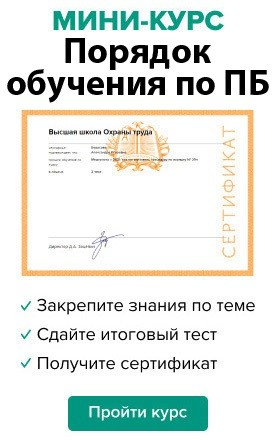 МИНИ-КУРС
Порядок
обучения по ПБ
Высшая школа Охраны труда
СЕРТИФИКАТ
Закрепите знания по теме
Сдайте итоговый тест
Получите сертификат
Пройти курс